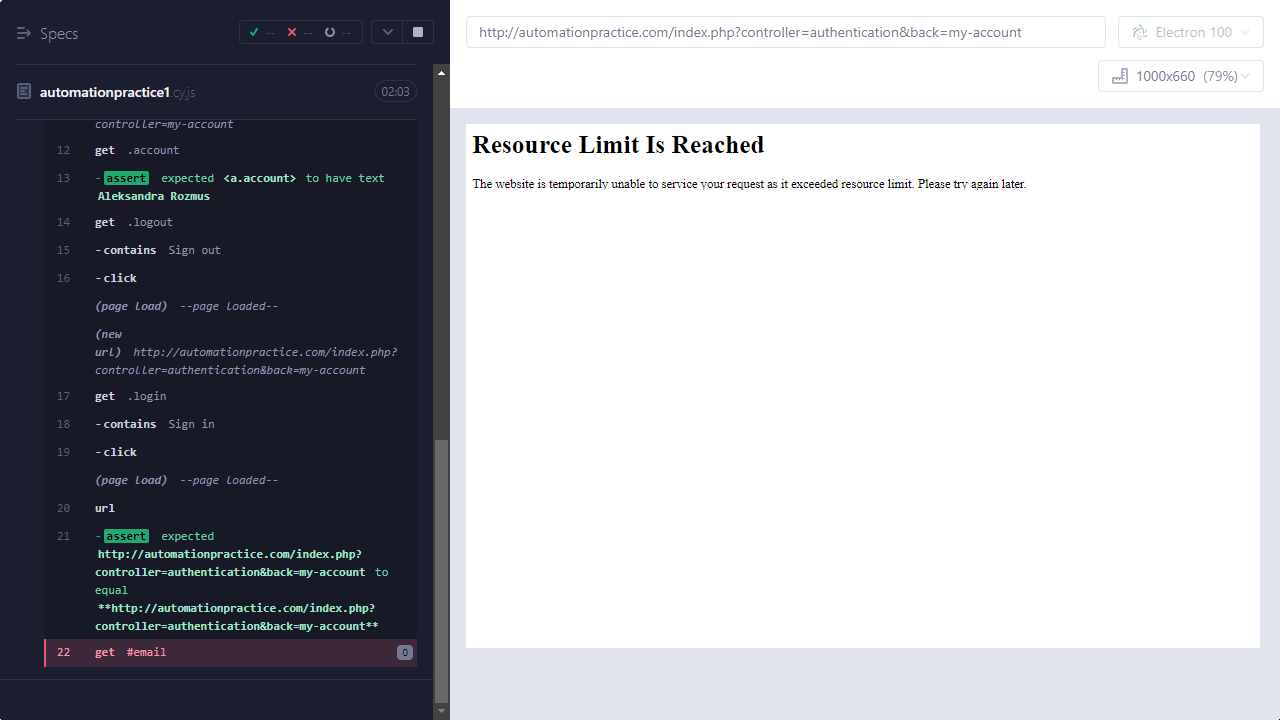 Specs
-- -- --
automationpractice1.cy.js 02:03
controller=my-account
12 get .account
13 -assert expected <a.account> to have text
Aleksandra Rozmus
14 get .logout
15 -contains Sign out
16 -click
(page load) --page loaded--
(new
url) http://automationpractice.com/index.php?
controller=authentication&back=my-account
17 get .login
18 -contains Sign in
19 -click
(page load) --page loaded--
20 url
21 -assert expected
http://automationpractice.com/index.php?
controller=authentication&back=my-account to
equal
**http://automationpractice.com/index.php?
controller=authentication&back=my-account**
22 get #email 0
http://automationpractice.com/index.php?controller=authentication&back=my-account
Electron 100
1000x660 (79%)
Resource Limit Is Reached
The website is temporarily unable to service your request as it exceeded resource limit. Please try again later.